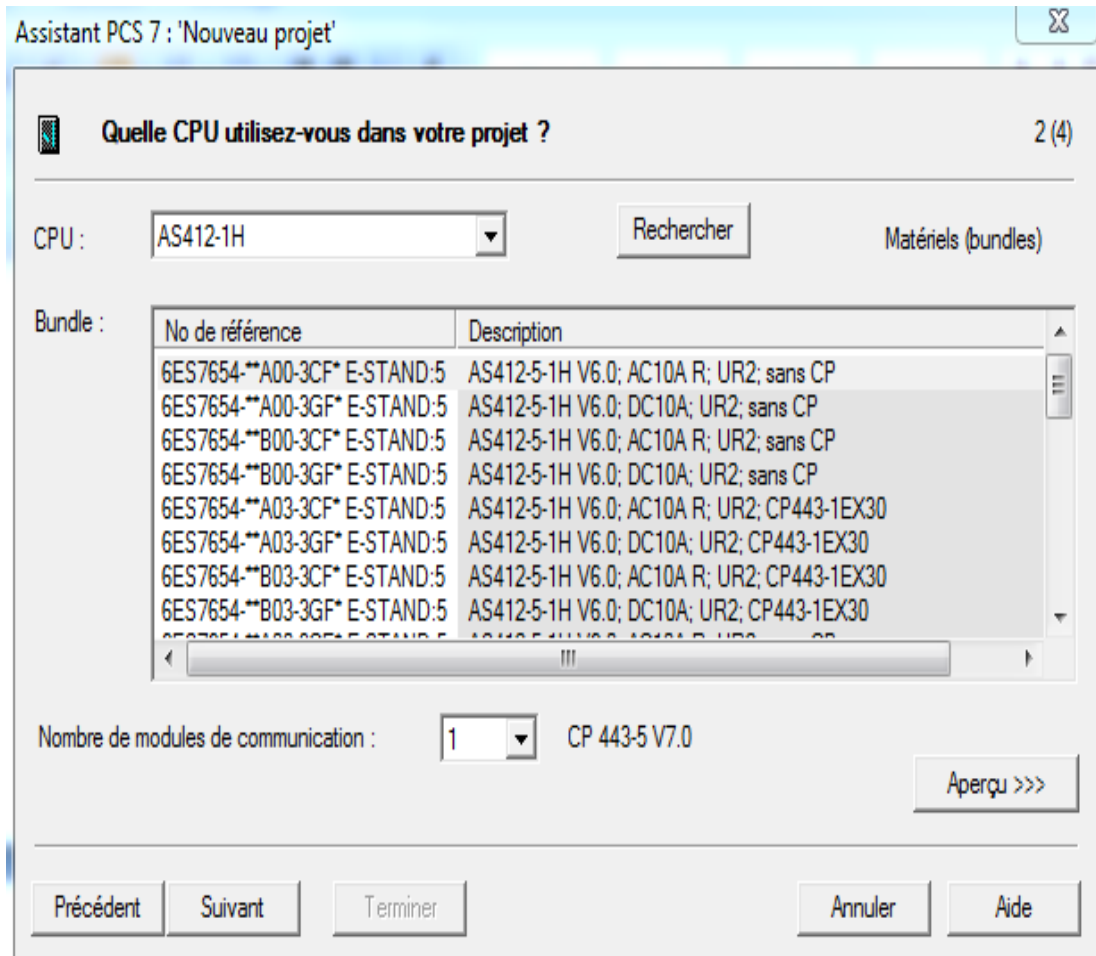 Assistant PCS 7 : 'Nouveau projet'
Quelle CPU utilisez-vous dans votre projet ? 2 (4)
CPU : AS412-1H Rechercher Matériels (bundles)
Bundle : No de référence Description
6ES7654-**A00-3CF* E-STAND:5 AS412-5-1H V6.0; AC10A R; UR2; sans CP
6ES7654-**A00-3GF* E-STAND:5 AS412-5-1H V6.0; DC10A; UR2; sans CP
6ES7654-**B00-3CF* E-STAND:5 AS412-5-1H V6.0; AC10A R; UR2; sans CP
6ES7654-**B00-3GF* E-STAND:5 AS412-5-1H V6.0; DC10A; UR2; sans CP
6ES7654-**A03-3CF* E-STAND:5 AS412-5-1H V6.0; AC10A R; UR2; CP443-1EX30
6ES7654-**A03-3GF* E-STAND:5 AS412-5-1H V6.0; DC10A; UR2; CP443-1EX30
6ES7654-**B03-3CF* E-STAND:5 AS412-5-1H V6.0; AC10A R; UR2; CP443-1EX30
6ES7654-**B03-3GF* E-STAND:5 AS412-5-1H V6.0; DC10A; UR2; CP443-1EX30
Nombre de modules de communication : 1 CP 443-5 V7.0
Aperçu >>>
Précédent Suivant Terminer Annuler Aide